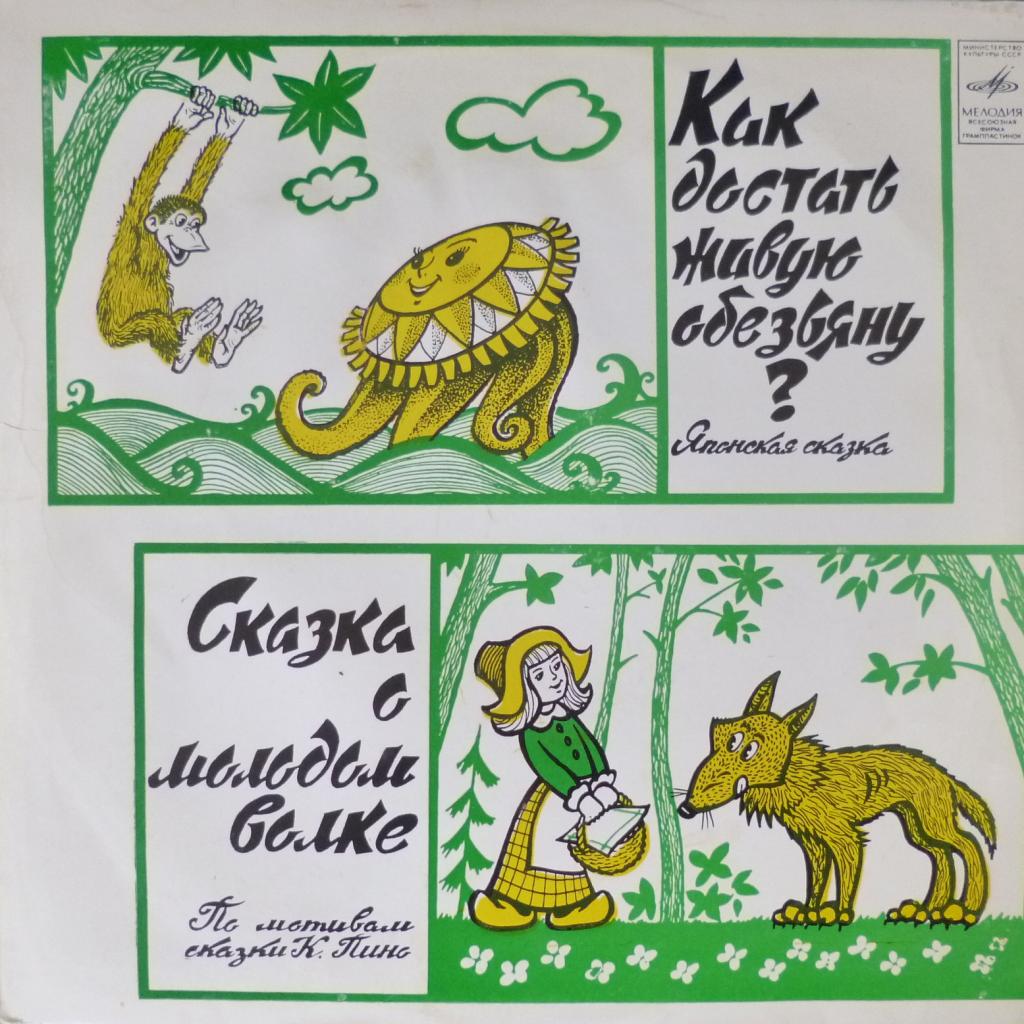 Как
достать
живую
обезьяну
?
Японская сказка
МИНИСТЕРСТВО
КУЛЬТУРЫ СССР
МЕЛОДИЯ
ВСЕСОЮЗНАЯ
ФИРМА
ГРАМПЛАСТИНОК
Сказка
о
молодом
волке
По мотивам
сказки К. Пино